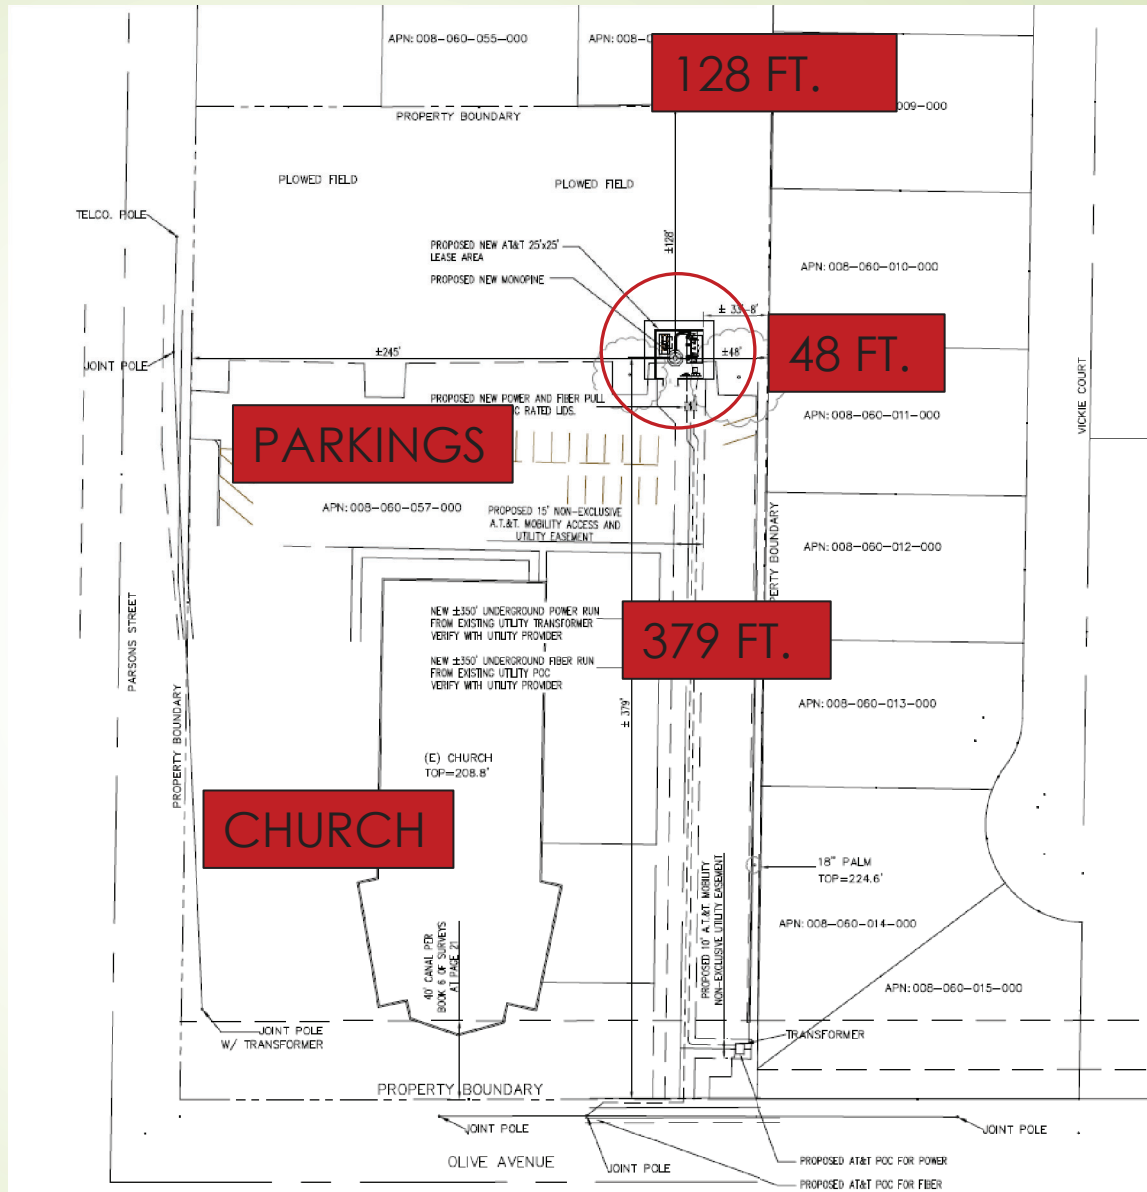 APN: 008-060-055-000
APN: 008-0
128 FT.
009-000
PROPERTY BOUNDARY
PLOWED FIELD
PLOWED FIELD
TELCO. POLE
PROPOSED NEW AT&T 25'x25'
LEASE AREA
PROPOSED NEW MONOPINE
±128'
APN: 008-060-010-000
± 33'-8"
±245'
±48'
48 FT.
JOINT POLE
VICKIE COURT
PROPOSED NEW POWER AND FIBER PULL
C RATED LIDS.
APN: 008-060-011-000
PARKINGS
APN: 008-060-057-000
PROPOSED 15' NON-EXCLUSIVE
A.T.&T. MOBILITY ACCESS AND
UTILITY EASEMENT
APN: 008-060-012-000
PERTY BOUNDARY
PARSONS STREET
NEW ±350' UNDERGROUND POWER RUN
FROM EXISTING UTILITY TRANSFORMER
VERIFY WITH UTILITY PROVIDER
NEW ±350' UNDERGROUND FIBER RUN
FROM EXISTING UTILITY POC
VERIFY WITH UTILITY PROVIDER
379 FT.
± 379'
APN: 008-060-013-000
PROPERTY BOUNDARY
(E) CHURCH
TOP=208.8'
CHURCH
18" PALM
TOP=224.6'
APN: 008-060-014-000
40' CANAL PER
BOOK 6 OF SURVEYS
AT PAGE 21
PROPOSED 10' A.T.&T. MOBILITY
NON-EXCLUSIVE UTILITY EASEMENT
APN: 008-060-015-000
JOINT POLE
W/ TRANSFORMER
TRANSFORMER
PROPERTY BOUNDARY
JOINT POLE
JOINT POLE
OLIVE AVENUE
JOINT POLE
PROPOSED AT&T POC FOR POWER
PROPOSED AT&T POC FOR FIBER